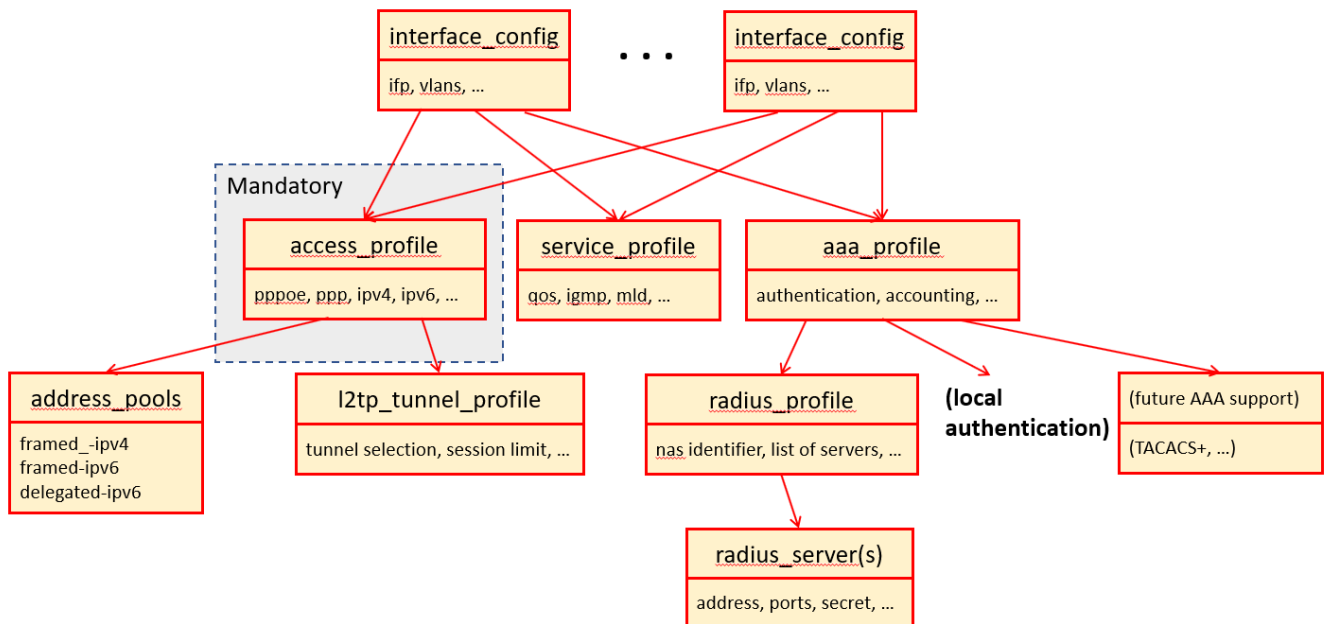 interface_config
. . .
interface_config
ifp, vlans, ...
ifp, vlans, ...
Mandatory
access_profile
service_profile
aaa_profile
pppoe, ppp, ipv4, ipv6, ...
qos, igmp, mld, ...
authentication, accounting, ...
address_pools
framed_-ipv4
framed-ipv6
delegated-ipv6
l2tp_tunnel_profile
tunnel selection, session limit, ...
radius_profile
nas identifier, list of servers, ...
(local
authentication)
(future AAA support)
(TACACS+, ...)
radius_server(s)
address, ports, secret, ...